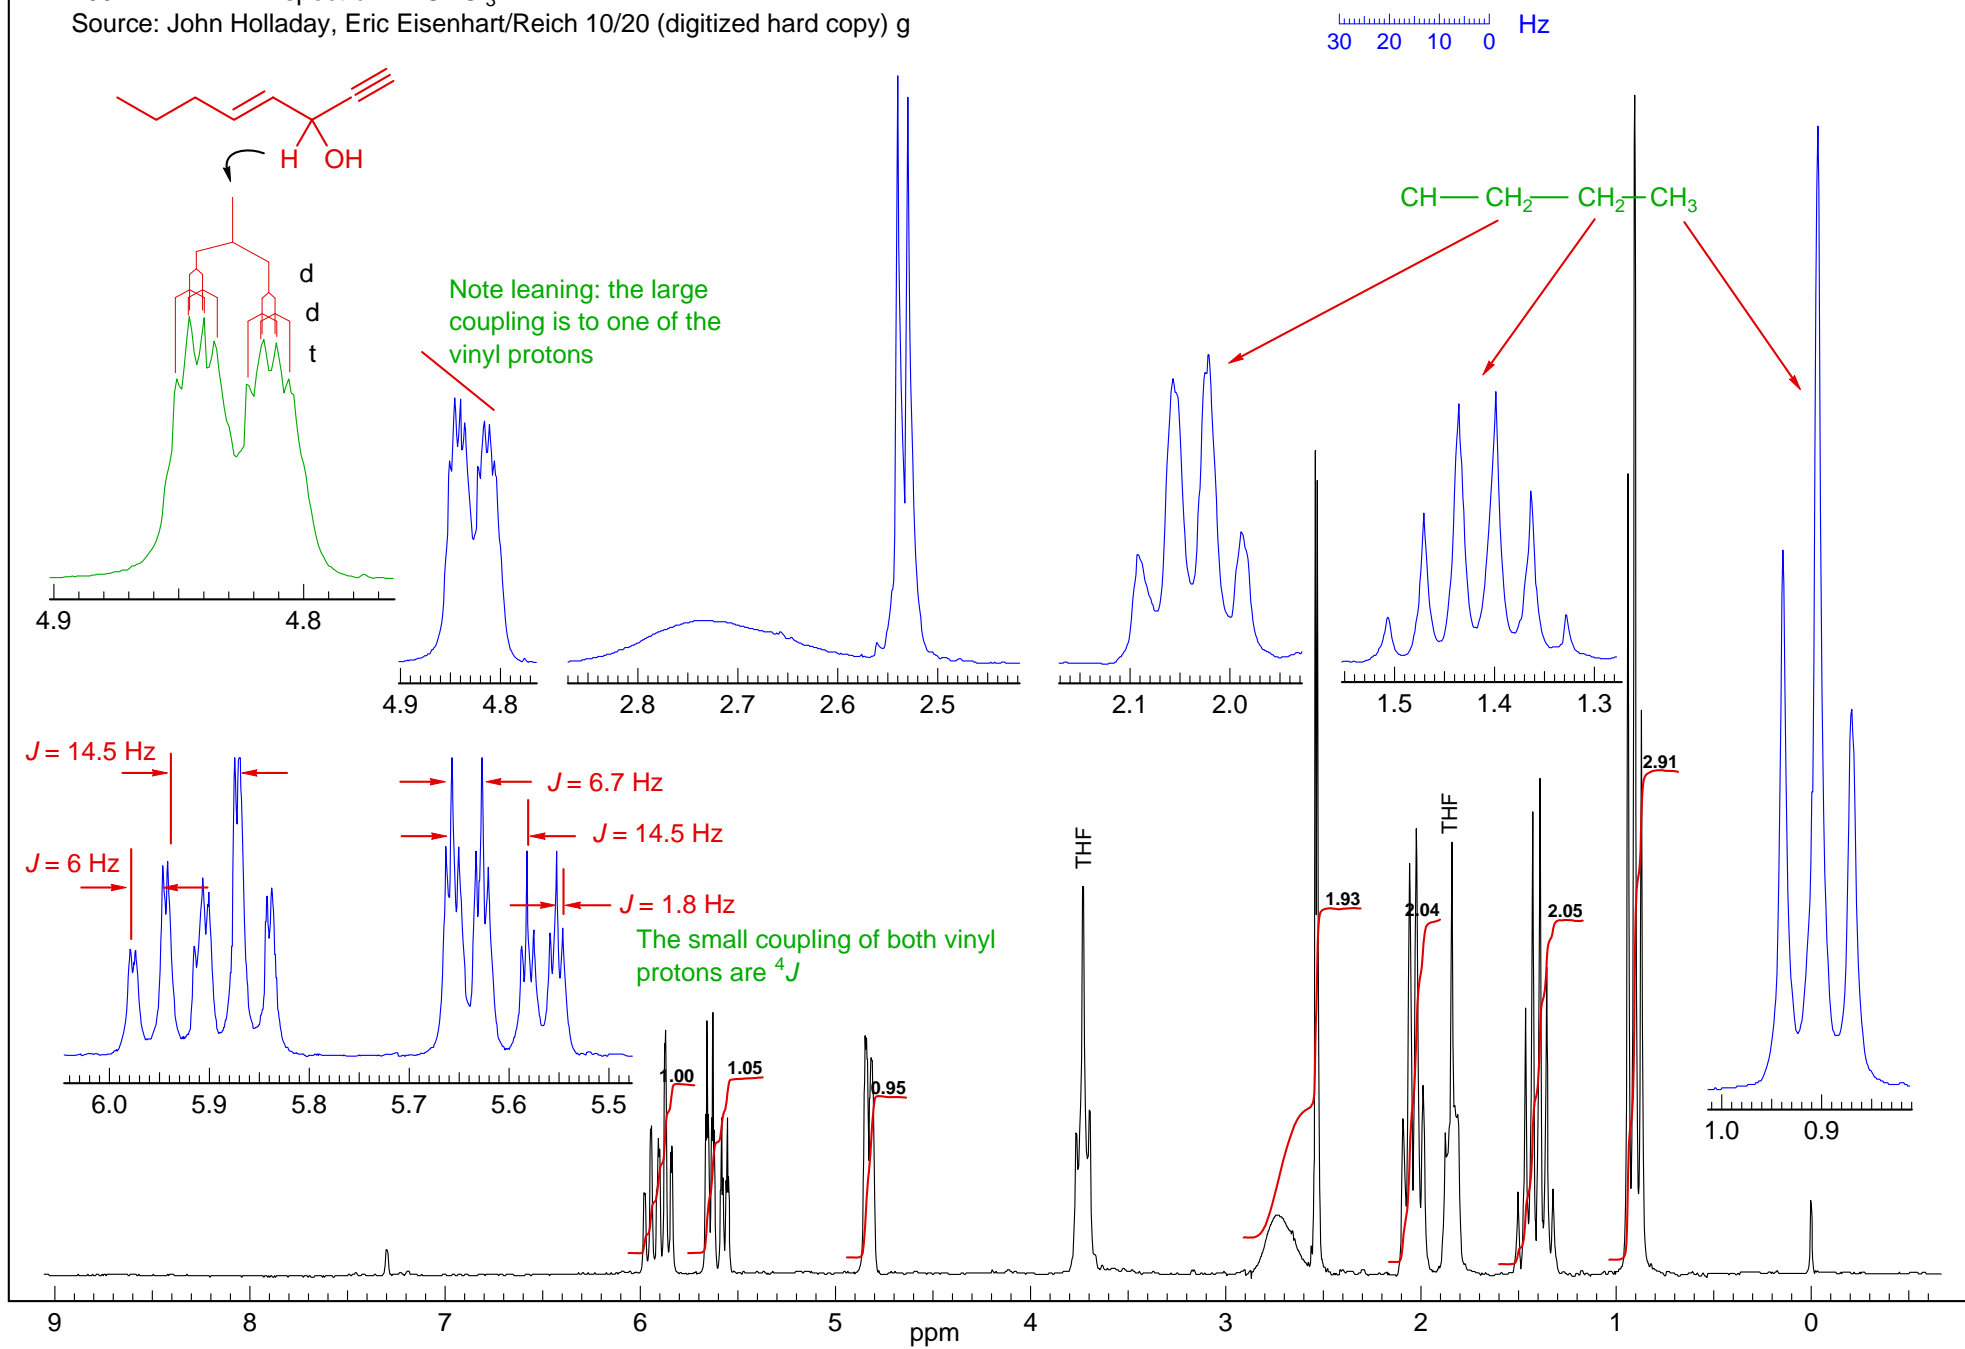 Source: John Holladay, Eric Eisenhart/Reich 10/20 (digitized hard copy) g
30 20 10 0 Hz
H OH
CH CH2 CH2 CH3
d
d
t
Note leaning: the large
coupling is to one of the
vinyl protons
4.9 4.8
4.9 4.8
2.8 2.7 2.6 2.5
2.1 2.0
1.5 1.4 1.3
J = 14.5 Hz
J = 6 Hz
J = 6.7 Hz
J = 14.5 Hz
J = 1.8 Hz
The small coupling of both vinyl
protons are 4J
6.0 5.9 5.8 5.7 5.6 5.5
1.0 0.9
THF
THF
1.00
1.05
0.95
1.93
2.04
2.05
2.91
9 8 7 6 5 4 3 2 1 0
ppm